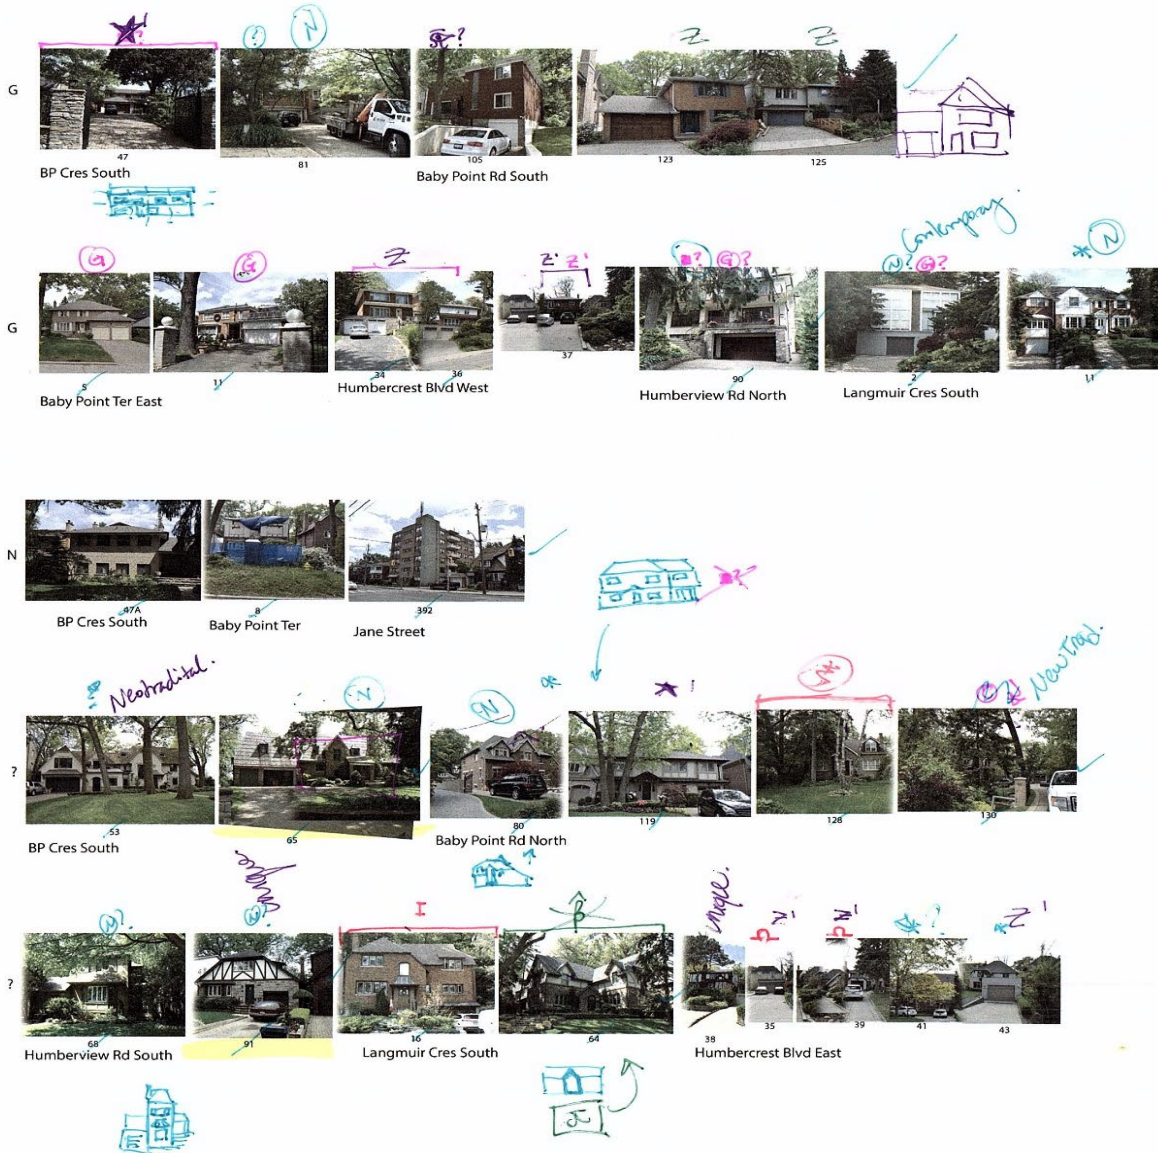 ? N ?
Z Z
G
47 81 105 123 125
BP Cres South Baby Point Rd South
Contemporary.
G G Z Z' Z' ? G? N? G? * N
G
5 11 34 36 37 90 2 11
Baby Point Ter East Humbercrest Blvd West Humberview Rd North Langmuir Cres South
N
47A 8 392
BP Cres South Baby Point Ter Jane Street
?
? Neotraditional. N N New Trad.
?
53 65 80 119 128 130
BP Cres South Baby Point Rd North
N? N? I unique.
?
68 91 16 64 38 35 39 41 43
Humberview Rd South Langmuir Cres South Humbercrest Blvd East